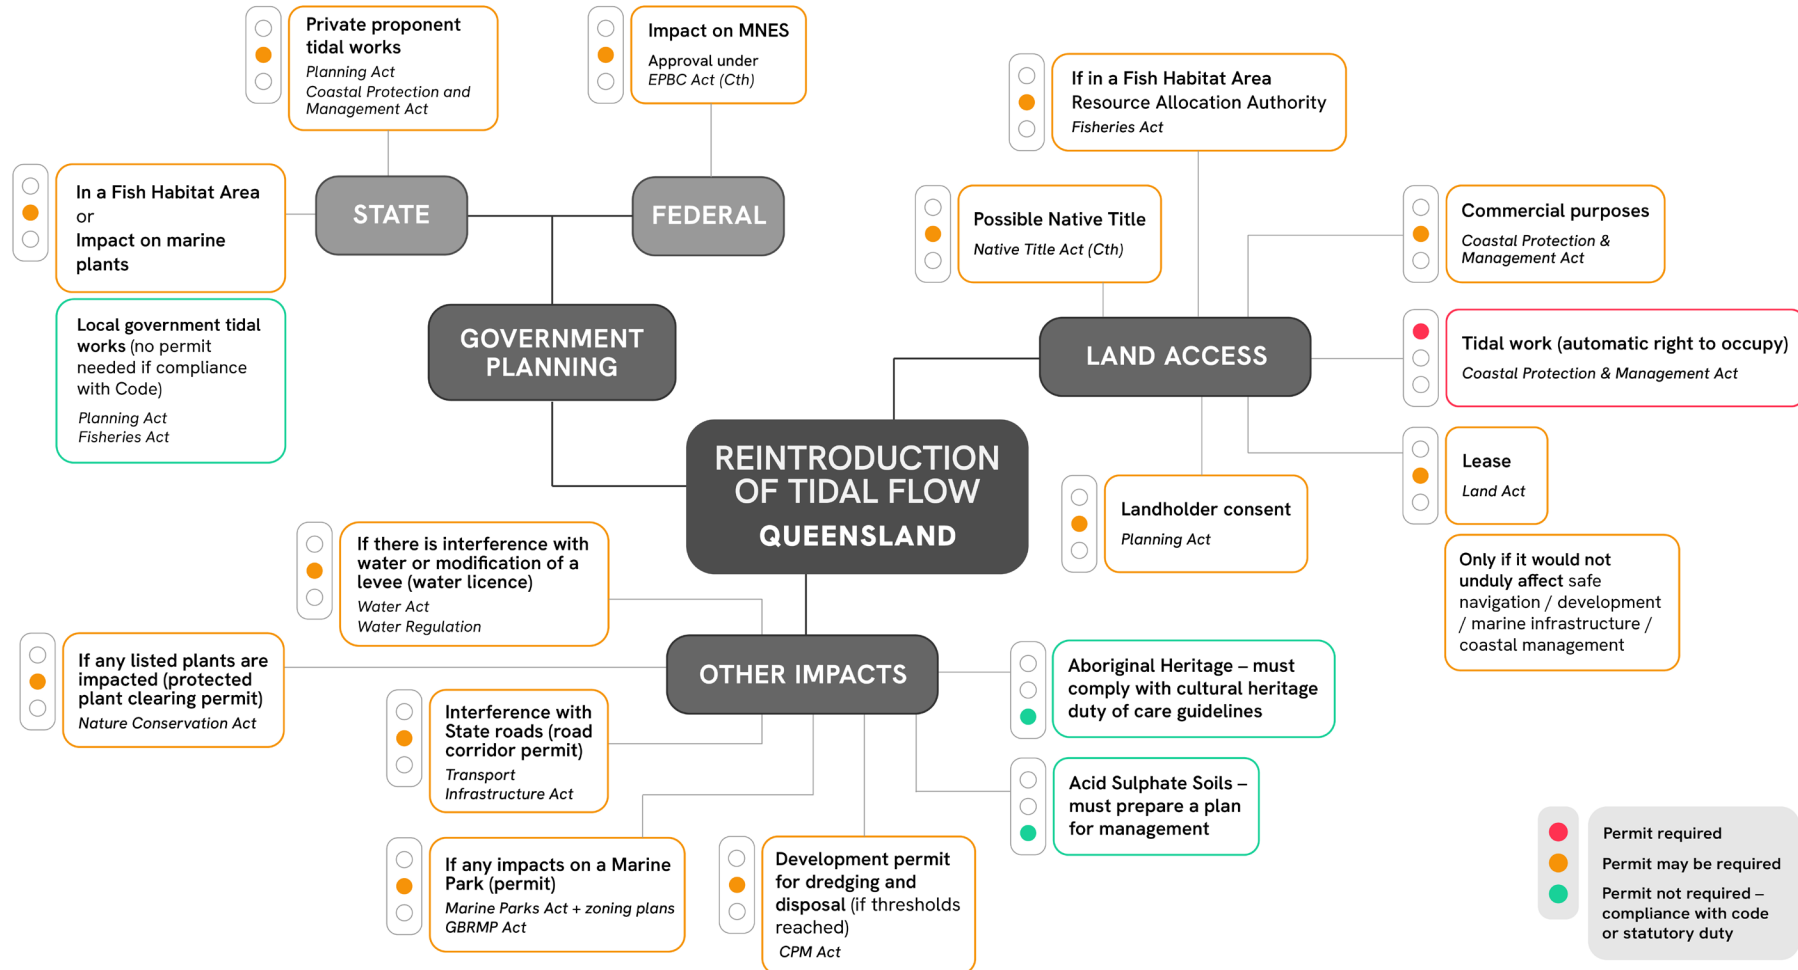 Private proponent
tidal works
Planning Act
Coastal Protection and
Management Act
Impact on MNES
Approval under
EPBC Act (Cth)
If in a Fish Habitat Area
Resource Allocation Authority
Fisheries Act
In a Fish Habitat Area
or
Impact on marine
plants
STATE
FEDERAL
Possible Native Title
Native Title Act (Cth)
Commercial purposes
Coastal Protection &
Management Act
Local government tidal
works (no permit
needed if compliance
with Code)
Planning Act
Fisheries Act
GOVERNMENT
PLANNING
LAND ACCESS
Tidal work (automatic right to occupy)
Coastal Protection & Management Act
REINTRODUCTION
OF TIDAL FLOW
QUEENSLAND
Landholder consent
Planning Act
Lease
Land Act
Only if it would not
unduly affect safe
navigation / development
/ marine infrastructure /
coastal management
If there is interference with
water or modification of a
levee (water licence)
Water Act
Water Regulation
If any listed plants are
impacted (protected
plant clearing permit)
Nature Conservation Act
OTHER IMPACTS
Aboriginal Heritage – must
comply with cultural heritage
duty of care guidelines
Interference with
State roads (road
corridor permit)
Transport
Infrastructure Act
Acid Sulphate Soils –
must prepare a plan
for management
If any impacts on a Marine
Park (permit)
Marine Parks Act + zoning plans
GBRMP Act
Development permit
for dredging and
disposal (if thresholds
reached)
CPM Act
Permit required
Permit may be required
Permit not required –
compliance with code
or statutory duty